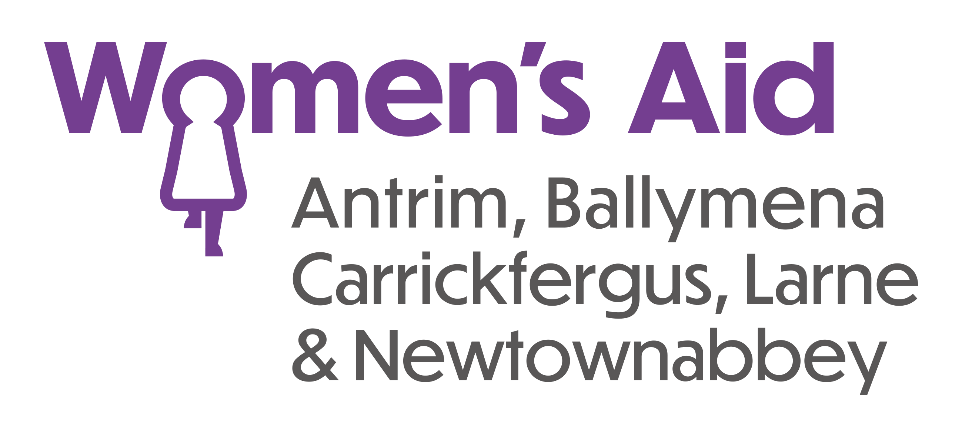 Women's Aid
Antrim, Ballymena
Carrickfergus, Larne
& Newtownabbey